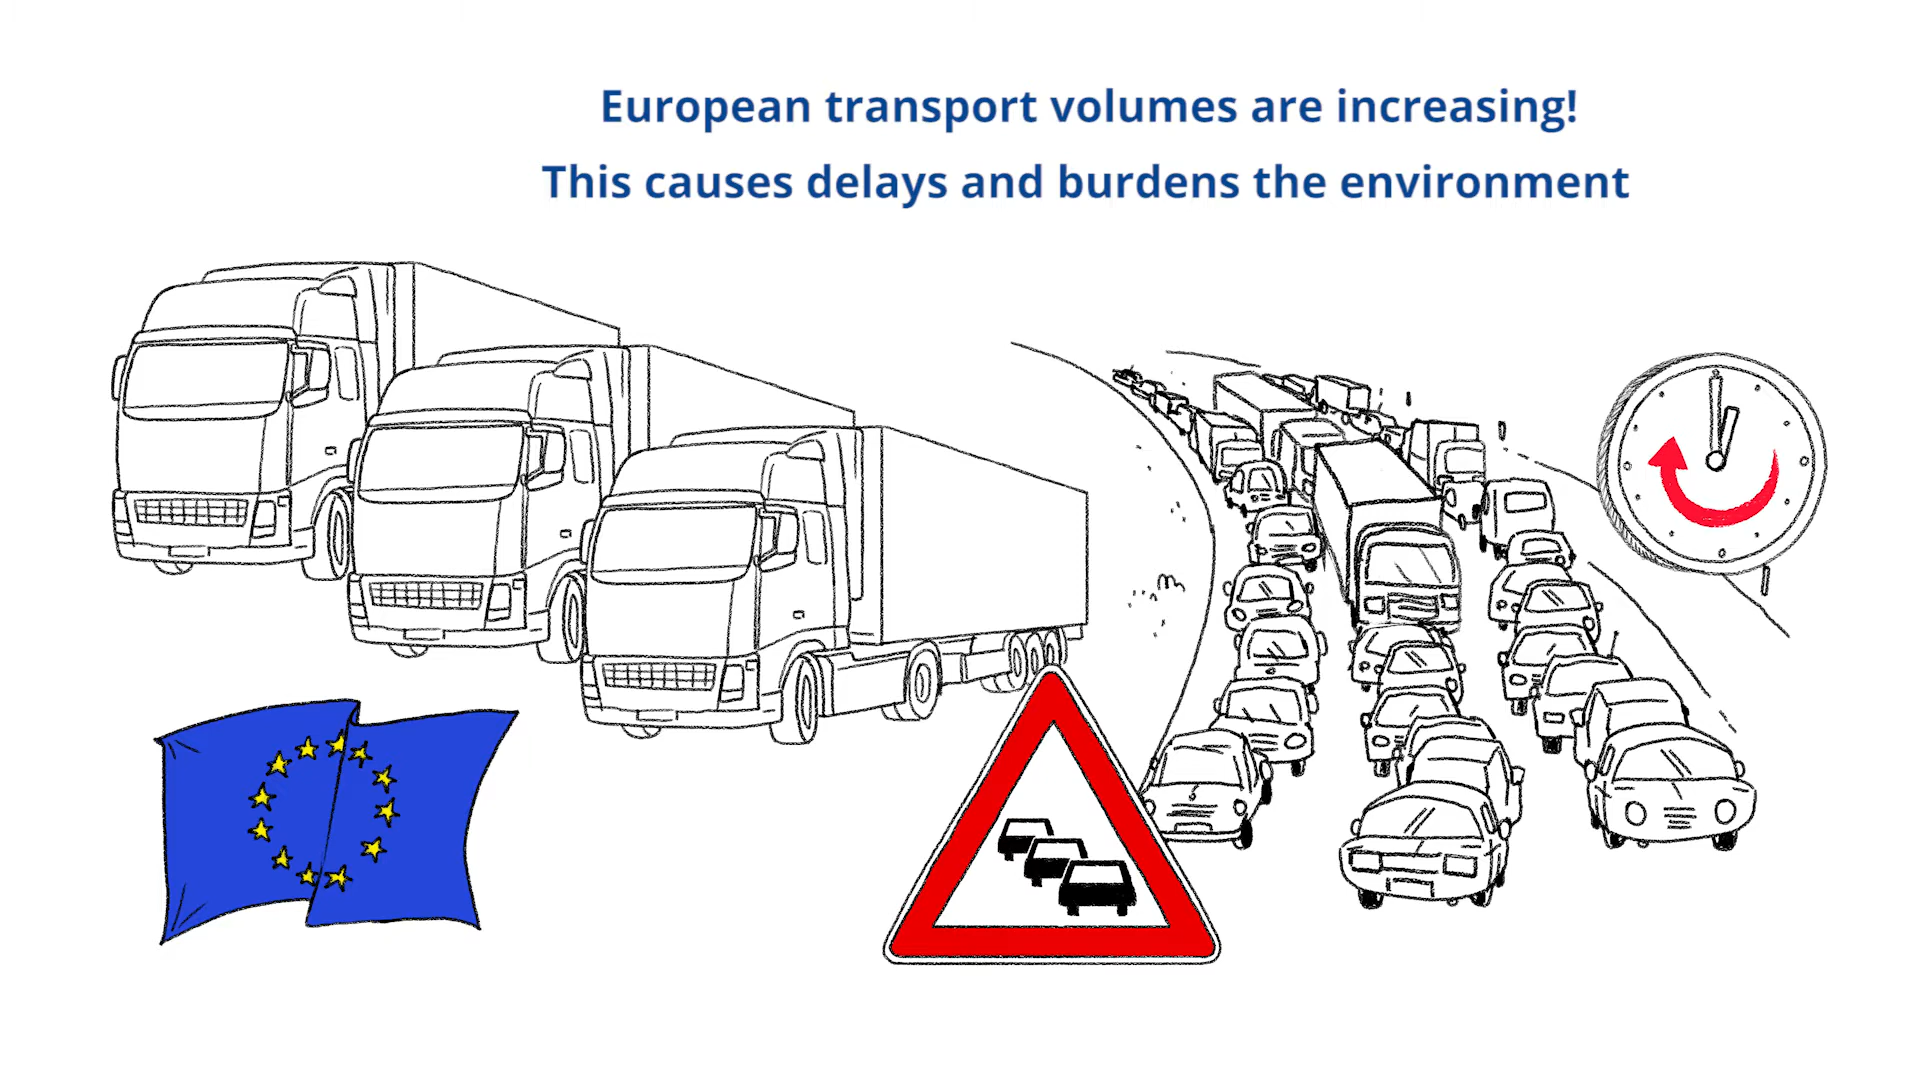 European transport volumes are increasing!
This causes delays and burdens the environment